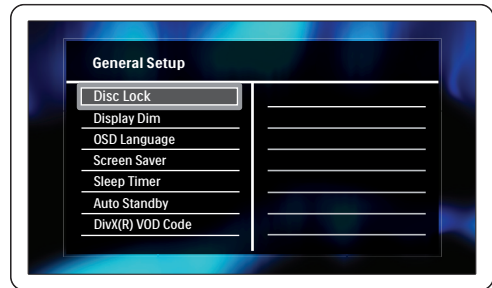 General Setup
Disc Lock
Display Dim
OSD Language
Screen Saver
Sleep Timer
Auto Standby
DivX(R) VOD Code